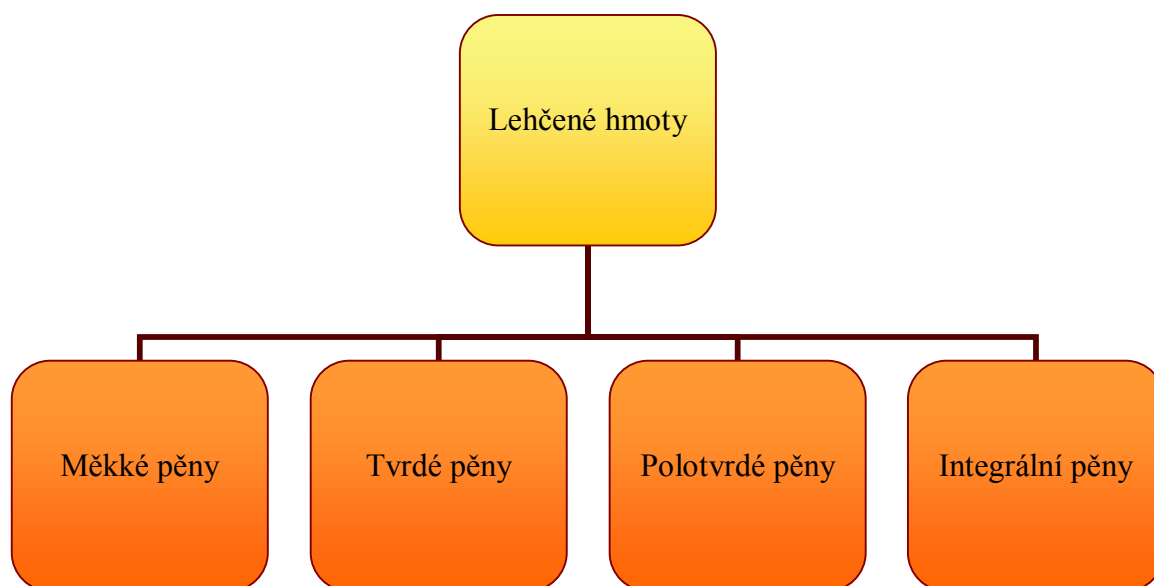 Lehčené hmoty
Měkké pěny
Tvrdé pěny
Polotvrdé pěny
Integrální pěny